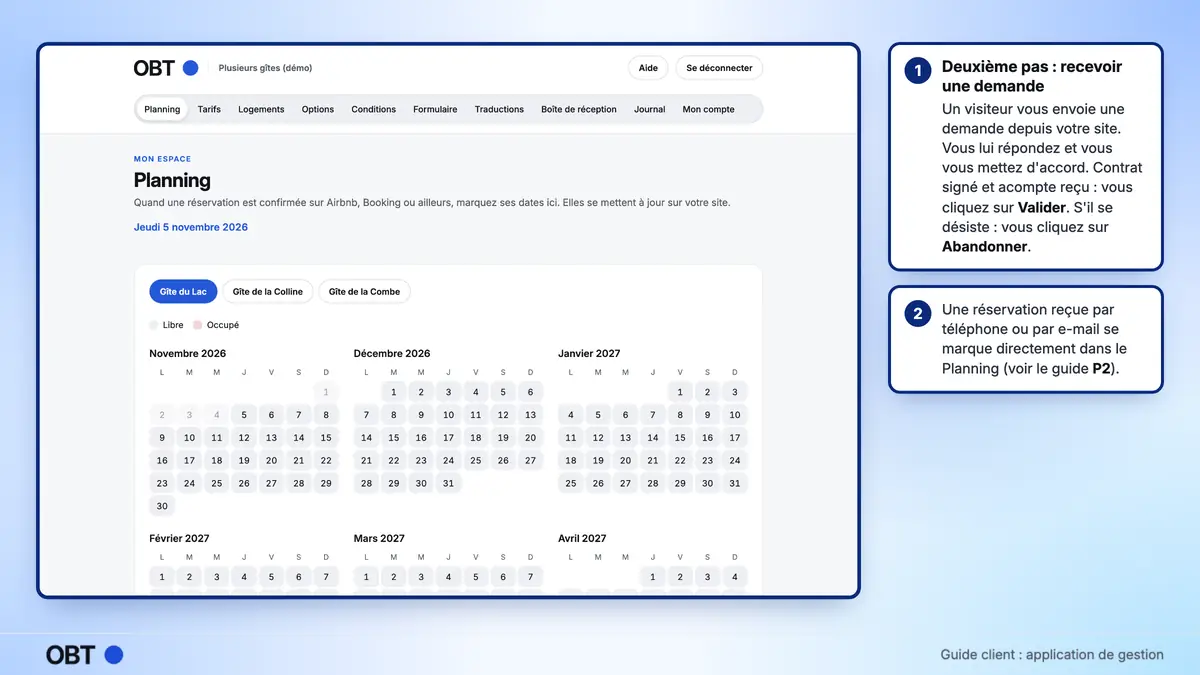 OBT
Plusieurs gîtes (démo)
Aide
Se déconnecter
Planning
Tarifs
Logements
Options
Conditions
Formulaire
Traductions
Boîte de réception
Journal
Mon compte
MON ESPACE
Planning
Quand une réservation est confirmée sur Airbnb, Booking ou ailleurs, marquez ses dates ici. Elles se mettent à jour sur votre site.
Jeudi 5 novembre 2026
Gîte du Lac
Gîte de la Colline
Gîte de la Combe
Libre
Occupé
Novembre 2026
L M M J V S D
1
2 3 4 5 6 7 8
9 10 11 12 13 14 15
16 17 18 19 20 21 22
23 24 25 26 27 28 29
30
Décembre 2026
L M M J V S D
1 2 3 4 5 6
7 8 9 10 11 12 13
14 15 16 17 18 19 20
21 22 23 24 25 26 27
28 29 30 31
Janvier 2027
L M M J V S D
1 2 3
4 5 6 7 8 9 10
11 12 13 14 15 16 17
18 19 20 21 22 23 24
25 26 27 28 29 30 31
Février 2027
L M M J V S D
1 2 3 4 5 6 7
Mars 2027
L M M J V S D
1 2 3 4 5 6 7
Avril 2027
L M M J V S D
1 2 3 4
1
Deuxième pas : recevoir
une demande
Un visiteur vous envoie une
demande depuis votre site.
Vous lui répondez et vous
vous mettez d'accord. Contrat
signé et acompte reçu : vous
cliquez sur Valider. S'il se
désiste : vous cliquez sur
Abandonner.
2
Une réservation reçue par
téléphone ou par e-mail se
marque directement dans le
Planning (voir le guide P2).
OBT
Guide client : application de gestion